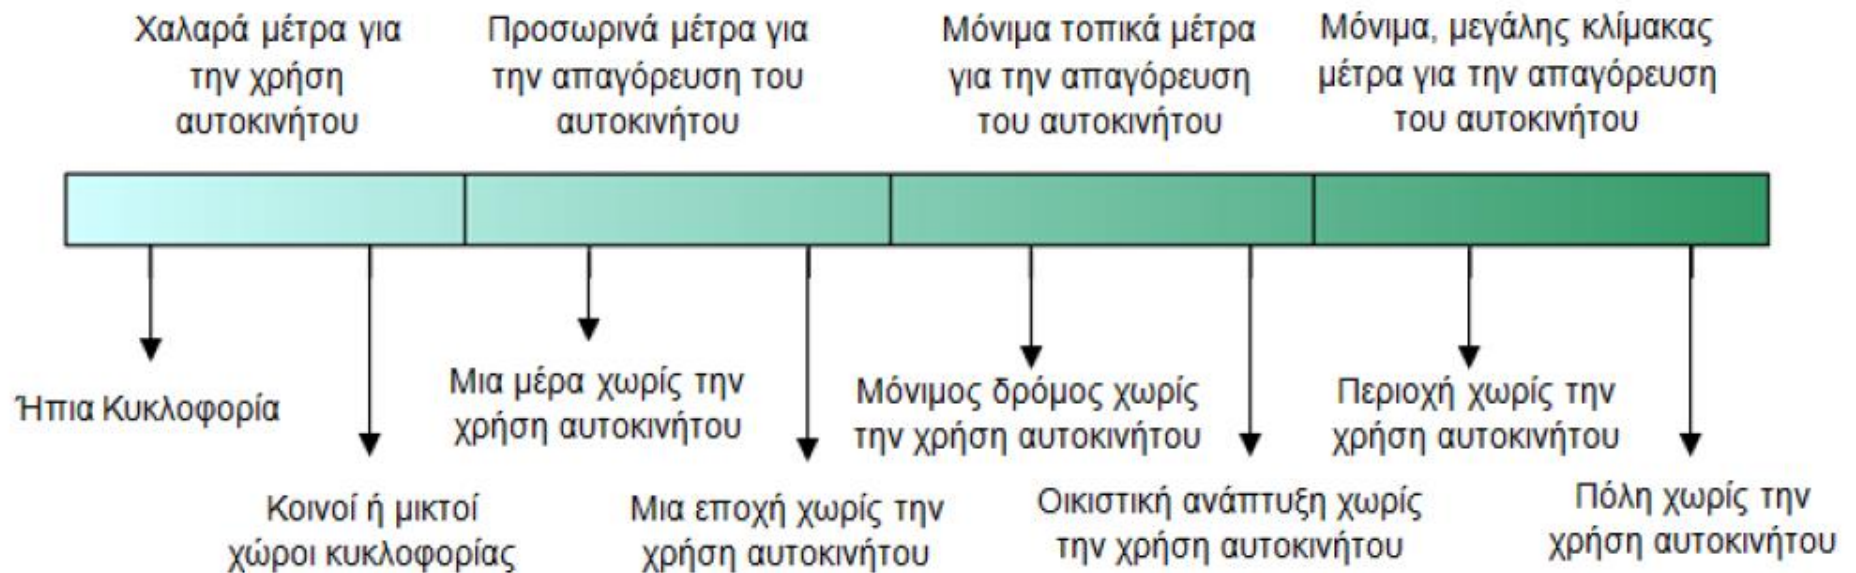 Χαλαρά μέτρα για
την χρήση
αυτοκινήτου
Προσωρινά μέτρα για
την απαγόρευση του
αυτοκινήτου
Μόνιμα τοπικά μέτρα
για την απαγόρευση
του αυτοκινήτου
Μόνιμα, μεγάλης κλίμακας
μέτρα για την απαγόρευση
του αυτοκινήτου
Ήπια Κυκλοφορία
Κοινοί ή μικτοί
χώροι κυκλοφορίας
Μια μέρα χωρίς την
χρήση αυτοκινήτου
Μια εποχή χωρίς την
χρήση αυτοκινήτου
Μόνιμος δρόμος χωρίς
την χρήση αυτοκινήτου
Οικιστική ανάπτυξη χωρίς
την χρήση αυτοκινήτου
Περιοχή χωρίς την
χρήση αυτοκινήτου
Πόλη χωρίς την
χρήση αυτοκινήτου